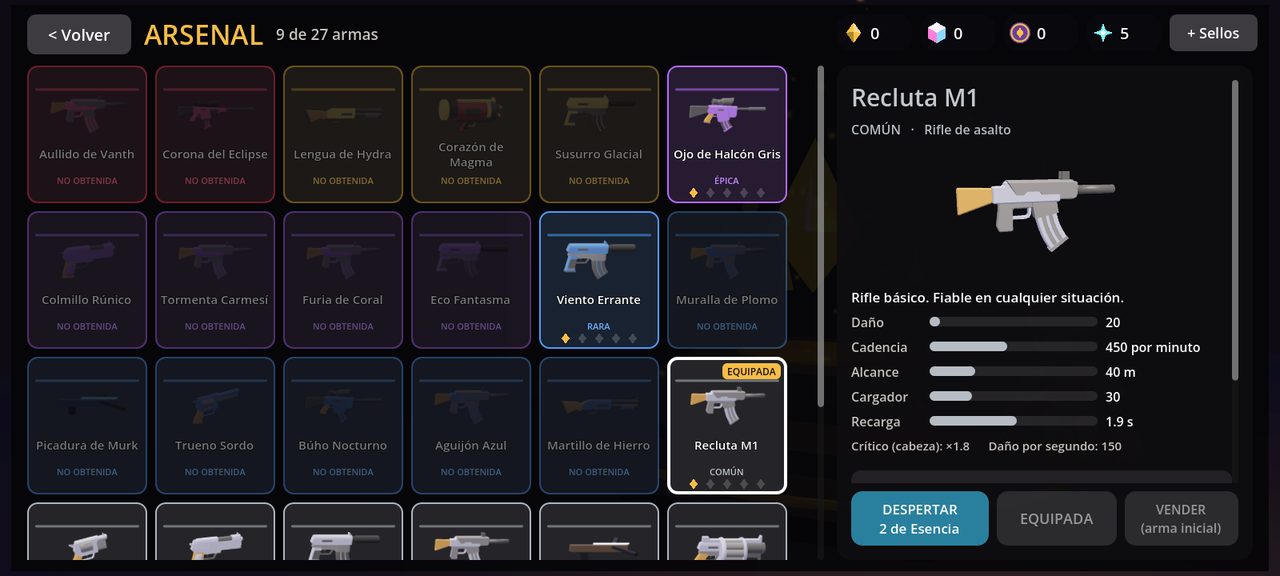 < Volver
ARSENAL
9 de 27 armas
0
0
0
5
+ Sellos
Aullido de Vanth
NO OBTENIDA
Corona del Eclipse
NO OBTENIDA
Lengua de Hydra
NO OBTENIDA
Corazón de
Magma
NO OBTENIDA
Susurro Glacial
NO OBTENIDA
Ojo de Halcón Gris
ÉPICA
Colmillo Rúnico
NO OBTENIDA
Tormenta Carmesí
NO OBTENIDA
Furia de Coral
NO OBTENIDA
Eco Fantasma
NO OBTENIDA
Viento Errante
RARA
Muralla de Plomo
NO OBTENIDA
Picadura de Murk
NO OBTENIDA
Trueno Sordo
NO OBTENIDA
Búho Nocturno
NO OBTENIDA
Aguijón Azul
NO OBTENIDA
Martillo de Hierro
NO OBTENIDA
EQUIPADA
Recluta M1
COMÚN
Recluta M1
COMÚN · Rifle de asalto
Rifle básico. Fiable en cualquier situación.
Daño 20
Cadencia 450 por minuto
Alcance 40 m
Cargador 30
Recarga 1.9 s
Crítico (cabeza): ×1.8 Daño por segundo: 150
DESPERTAR
2 de Esencia
EQUIPADA
VENDER
(arma inicial)